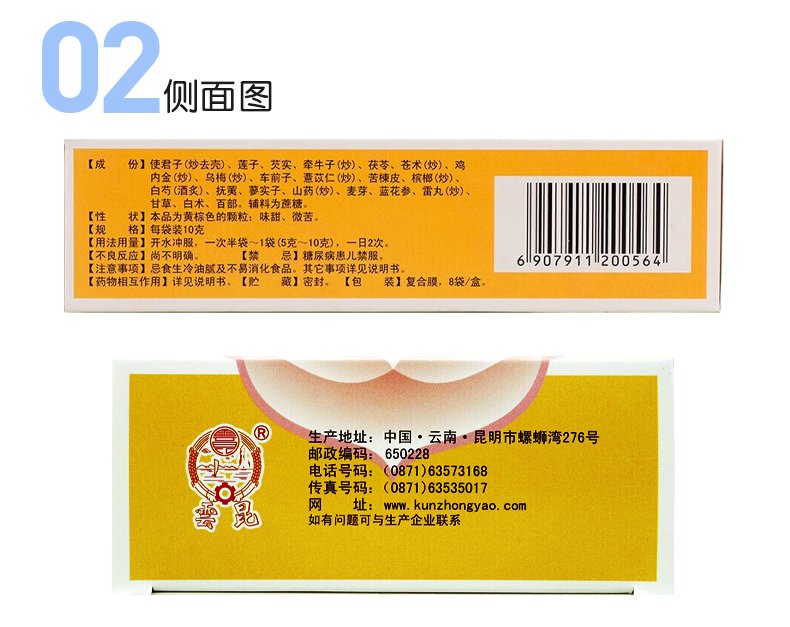 02 侧面图
【成　份】使君子(炒去壳)、莲子、芡实、牵牛子(炒)、茯苓、苍术(炒)、鸡
内金(炒)、乌梅(炒)、车前子、薏苡仁(炒)、苦楝皮、槟榔(炒)、
白芍(酒炙)、抚芎、蓼实子、山药(炒)、麦芽、蓝花参、雷丸(炒)、
甘草、白术、百部。辅料为蔗糖。
【性　状】本品为黄棕色的颗粒；味甜、微苦。
【规　格】每袋装10克
【用法用量】开水冲服，一次半袋～1袋(5克～10克)，一日2次。
【不良反应】尚不明确。 【禁　忌】糖尿病患儿禁服。
【注意事项】忌食生冷油腻及不易消化食品。其它事项详见说明书。
【药物相互作用】详见说明书。【贮　藏】密封。 【包　装】复合膜，8袋/盒。
6 907911 200564
生产地址：中国·云南·昆明市螺蛳湾276号
邮政编码：650228
电话号码：(0871)63573168
传真号码：(0871)63535017
网　址：www.kunzhongyao.com
如有问题可与生产企业联系
雲
®
雲昆